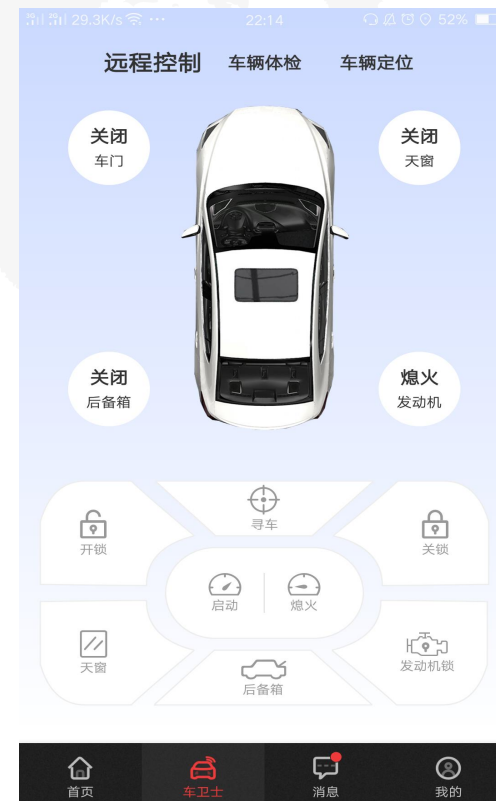 29.3K/s ··· 22:14 52%
远程控制 车辆体检 车辆定位
关闭 关闭
车门 天窗
关闭 熄火
后备箱 发动机
寻车
开锁 关锁
启动 熄火
天窗 发动机锁
后备箱
首页 车卫士 消息 我的